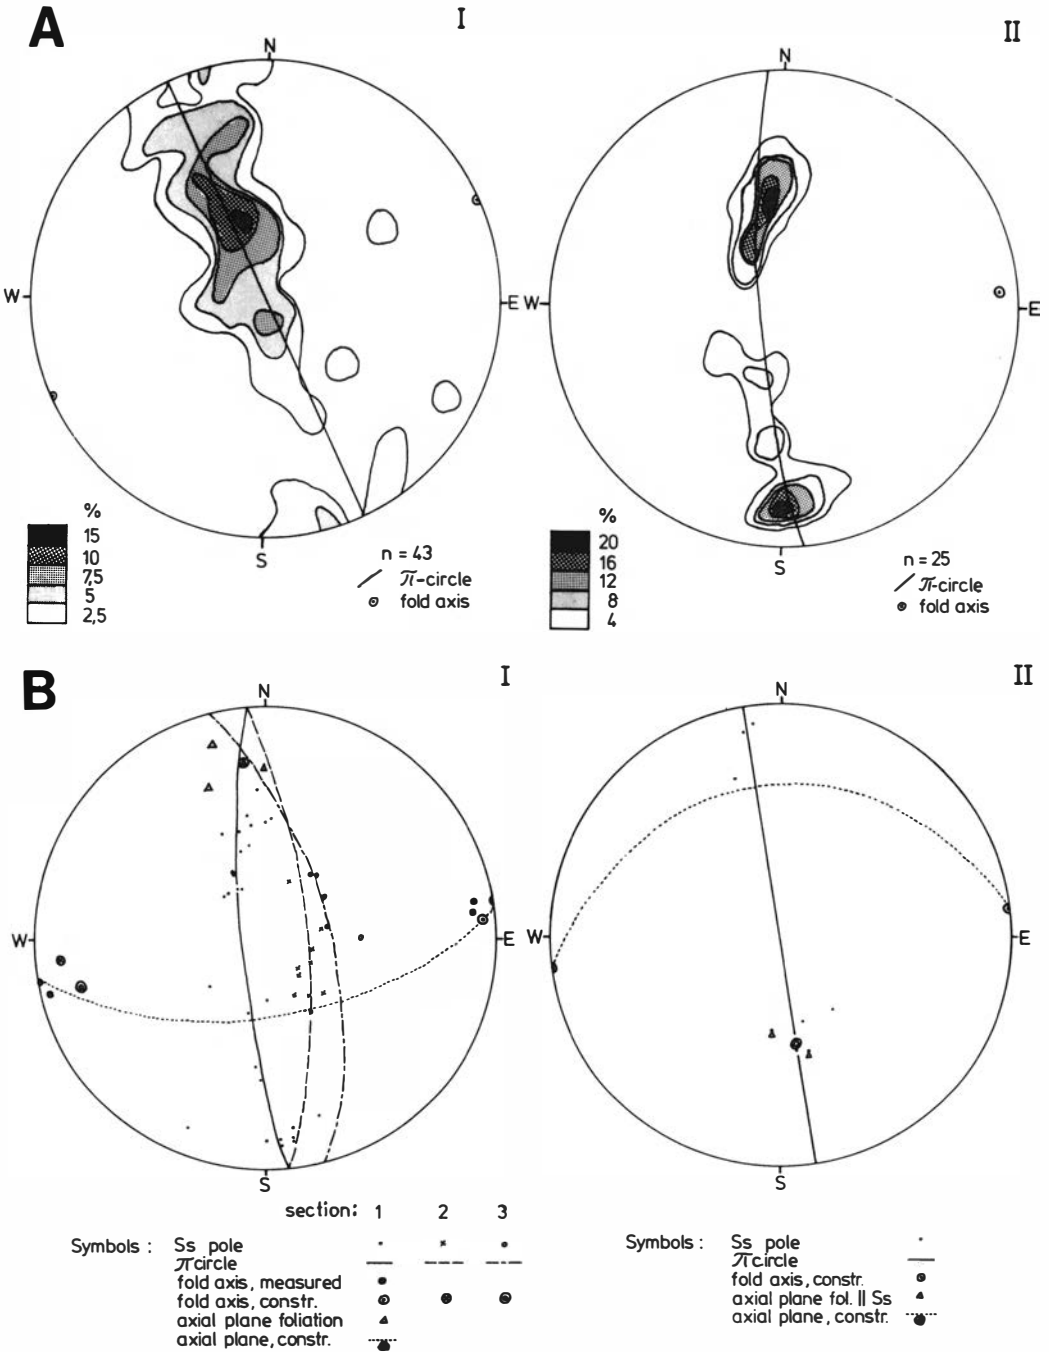 A I II
N N
W E W E
S S
%
15
10
7,5
5
2,5
n = 43
π-circle
fold axis
%
20
16
12
8
4
n = 25
π-circle
fold axis
B I II
N N
W E W E
S S
section: 1 2 3
Symbols : Ss pole
π circle
fold axis, measured
fold axis, constr.
axial plane foliation
axial plane, constr.
Symbols : Ss pole
π circle
fold axis, constr.
axial plane fol. || Ss
axial plane, constr.